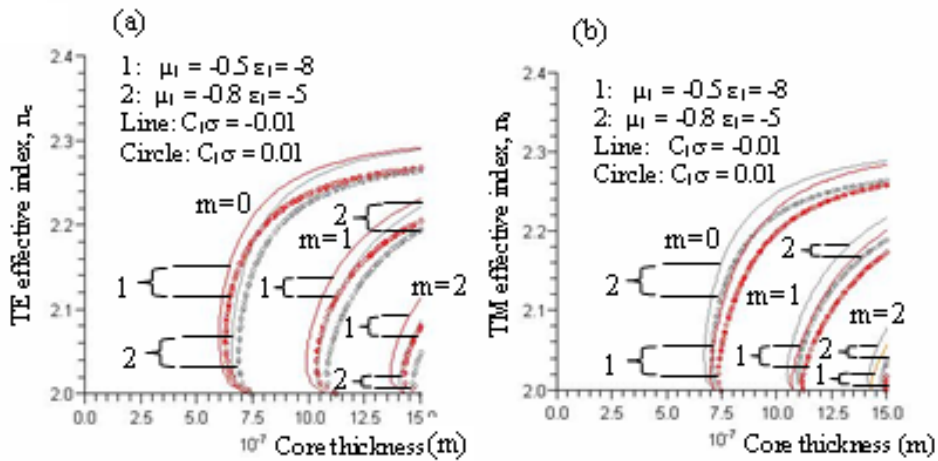 (a)
1: μ₁ = -0.5 ε₁ = -8
2: μ₁ = -0.8 ε₁ = -5
Line: C₁σ = -0.01
Circle: C₁σ = 0.01
TE effective index, nₑ
2.4
2.3
2.2
2.1
2.0
m=0
m=1
m=2
1
2
1
2
1
2
0.0 2.5 5.0 7.5 10.0 12.5 15.0
10⁻⁷ Core thickness (m)
(b)
1: μ₁ = -0.5 ε₁ = -8
2: μ₁ = -0.8 ε₁ = -5
Line: C₁σ = -0.01
Circle: C₁σ = 0.01
TM effective index, nₑ
2.4
2.3
2.2
2.1
2.0
m=0
m=1
m=2
2
1
2
1
2
1
0.0 2.5 5.0 7.5 10.0 12.5 15.0
10⁻⁷ Core thickness (m)